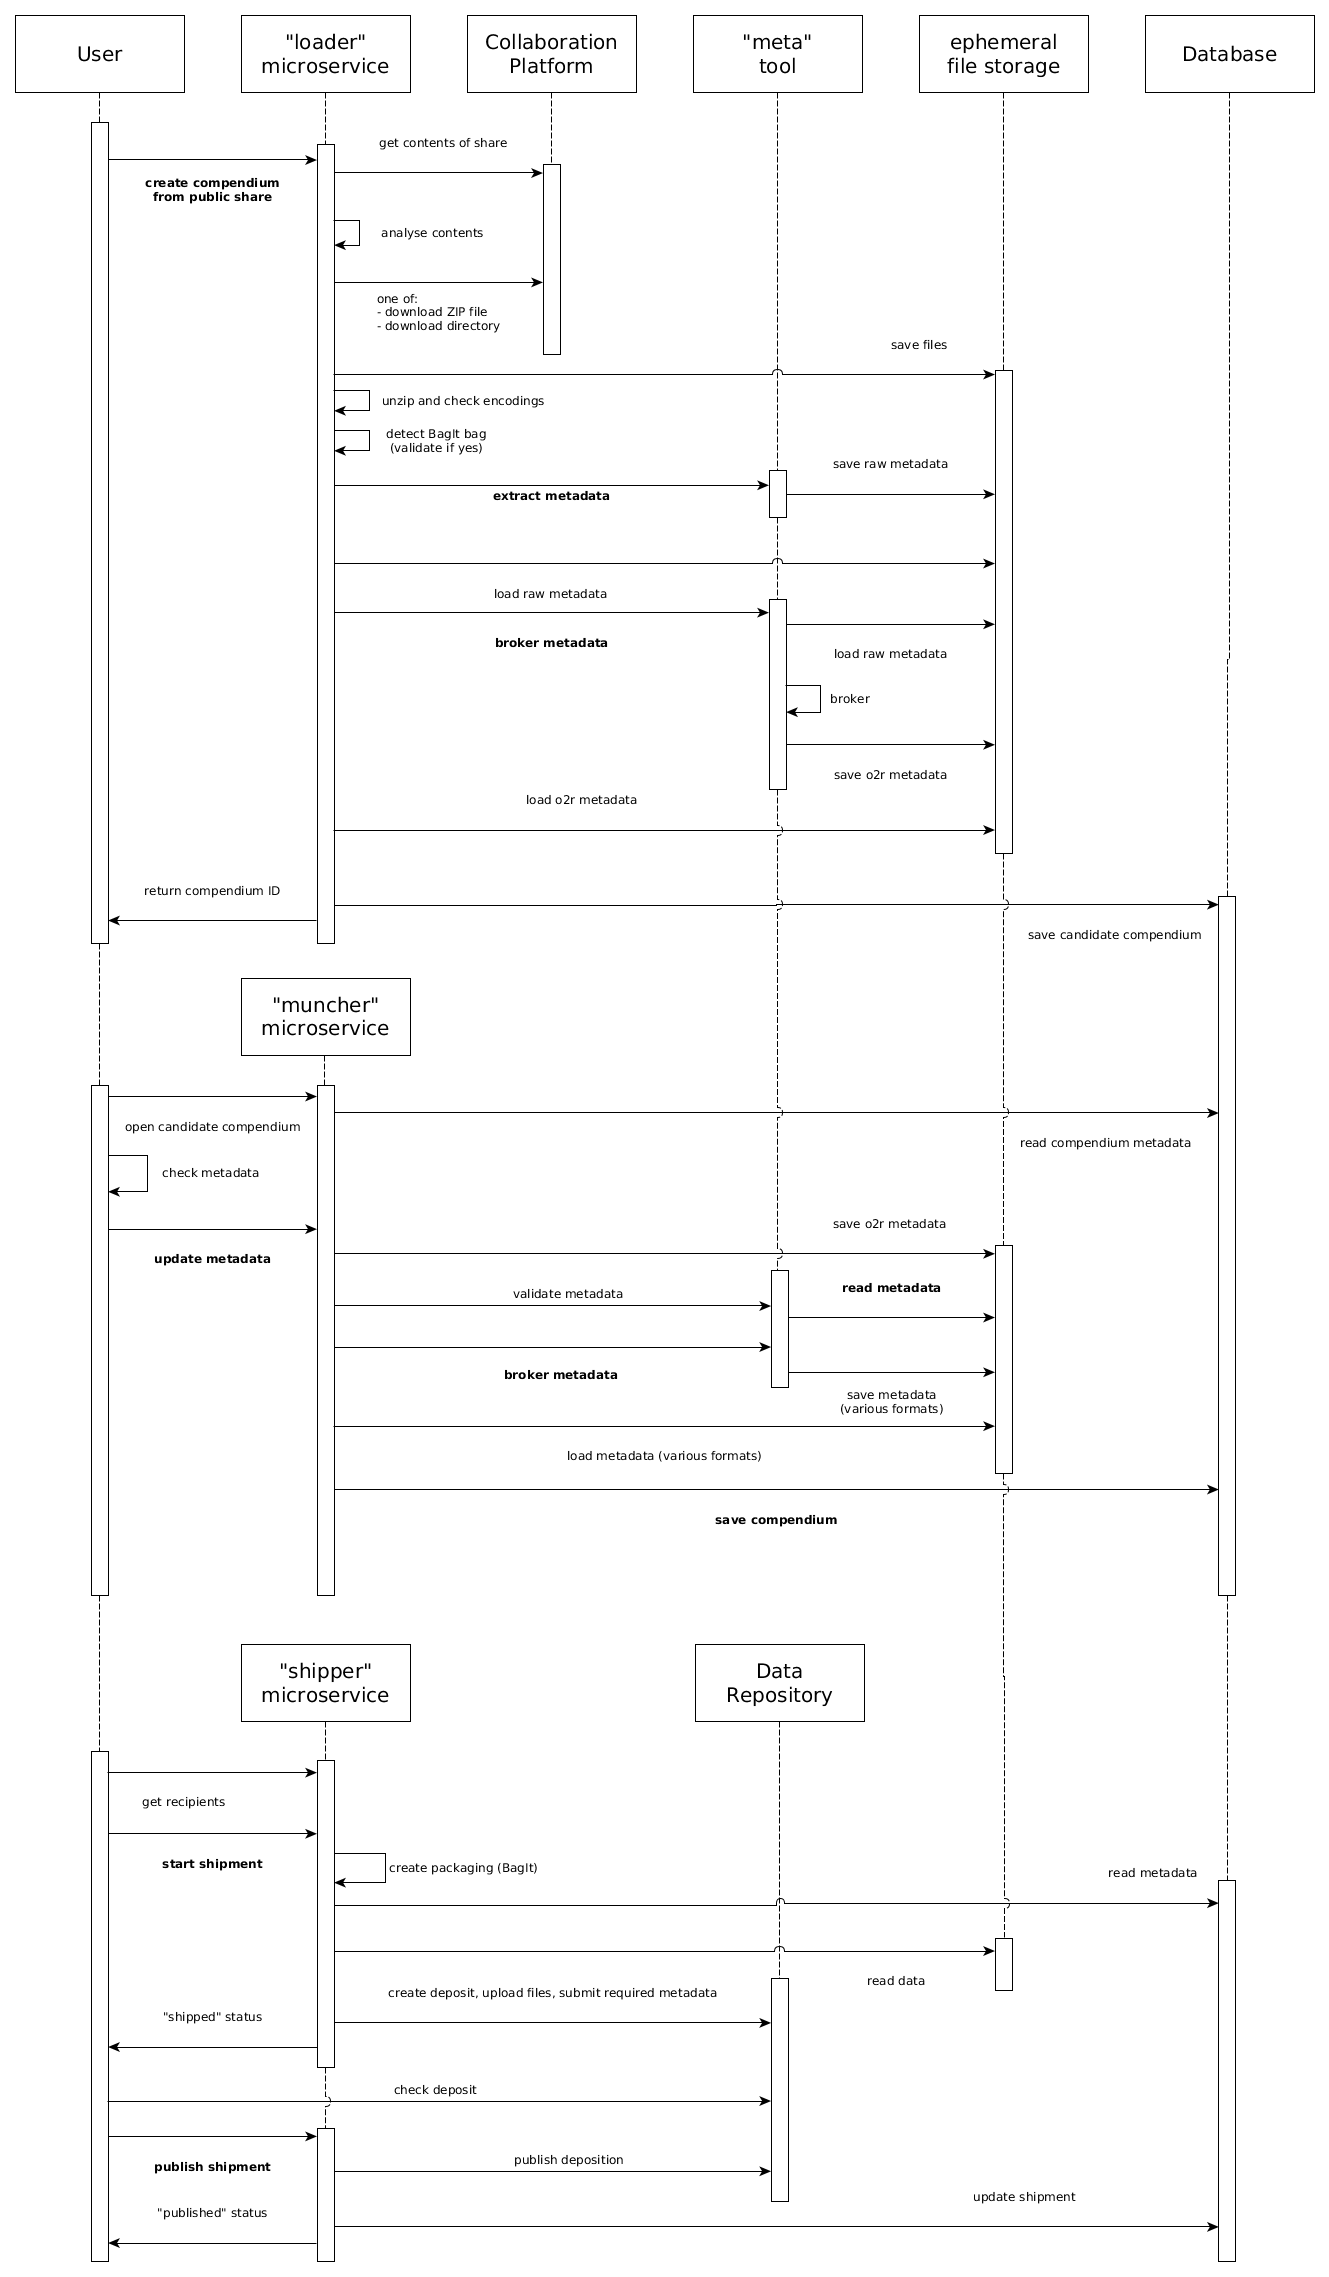 User
"loader"
microservice
Collaboration
Platform
"meta"
tool
ephemeral
file storage
Database
get contents of share
create compendium
from public share
analyse contents
one of:
- download ZIP file
- download directory
save files
unzip and check encodings
detect BagIt bag
(validate if yes)
save raw metadata
extract metadata
load raw metadata
broker metadata
load raw metadata
broker
save o2r metadata
load o2r metadata
return compendium ID
save candidate compendium
"muncher"
microservice
open candidate compendium
read compendium metadata
check metadata
save o2r metadata
update metadata
read metadata
validate metadata
broker metadata
save metadata
(various formats)
load metadata (various formats)
save compendium
"shipper"
microservice
Data
Repository
get recipients
start shipment
create packaging (BagIt)
read metadata
read data
create deposit, upload files, submit required metadata
"shipped" status
check deposit
publish shipment
publish deposition
update shipment
"published" status